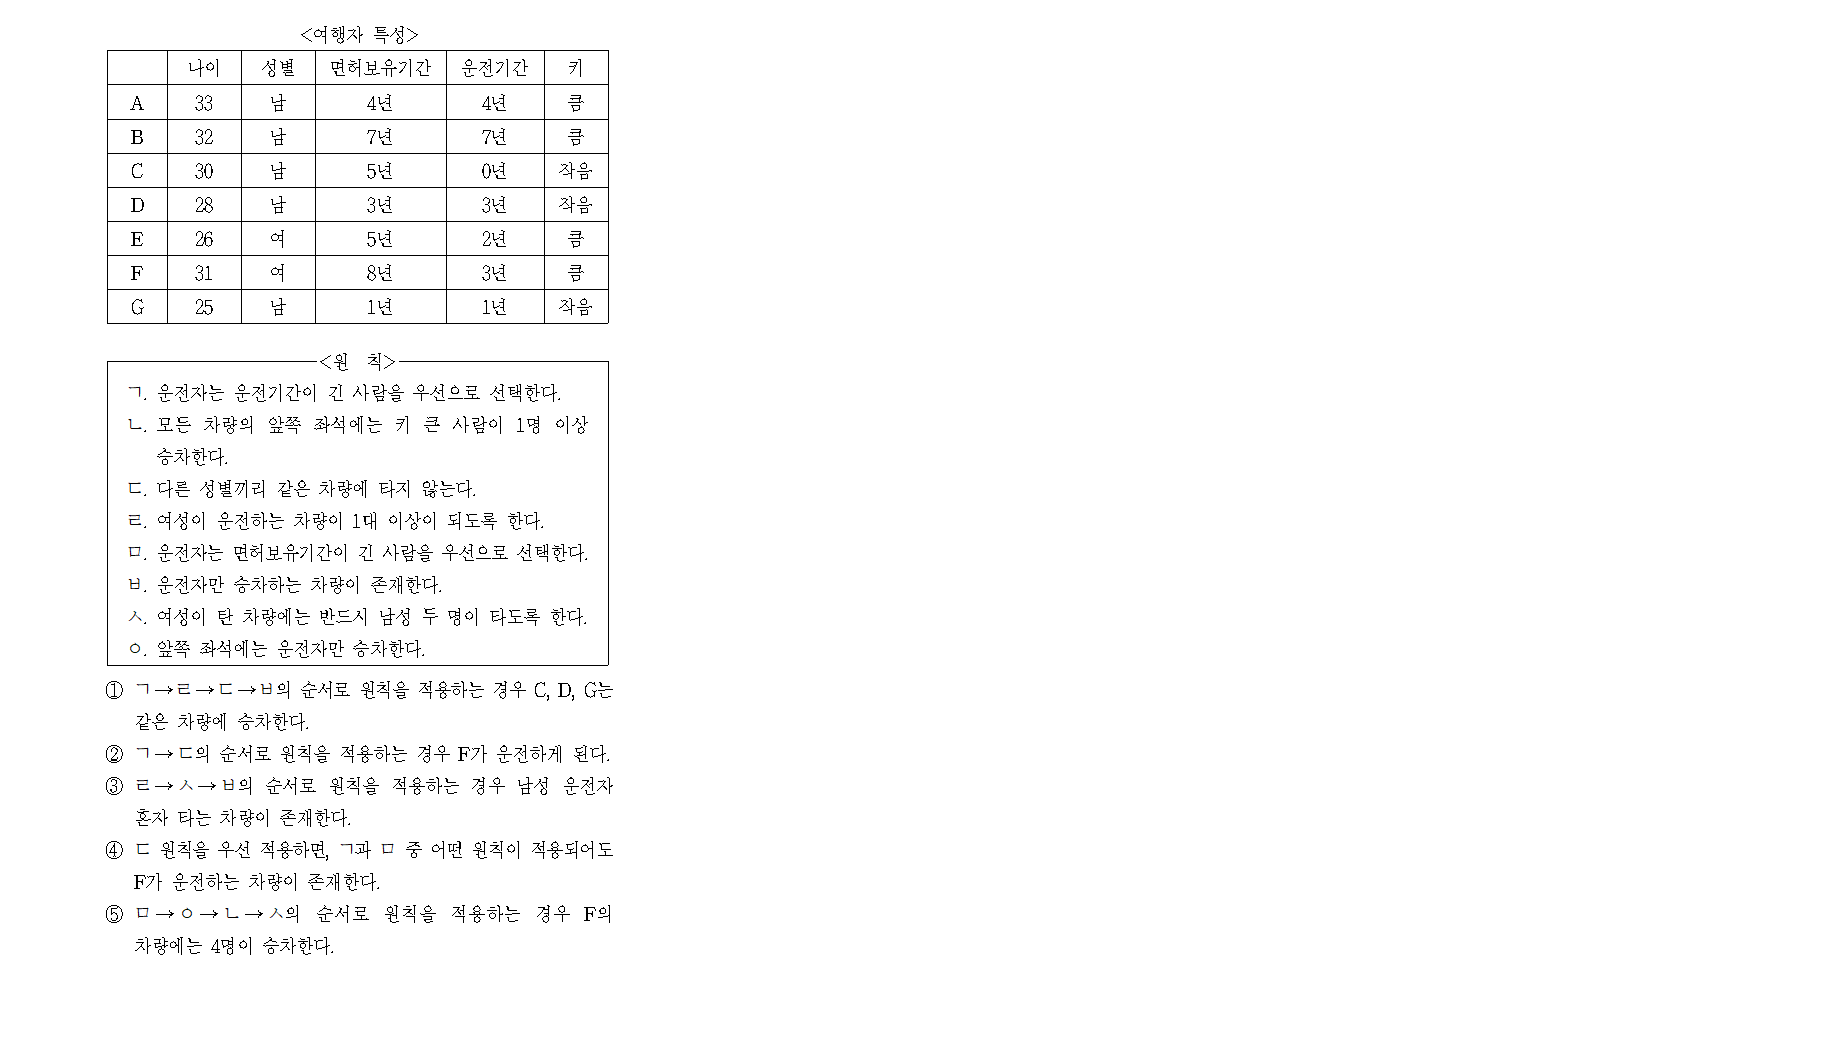 <여행자 특성>
나이 성별 면허보유기간 운전기간 키
A 33 남 4년 4년 큼
B 32 남 7년 7년 큼
C 30 남 5년 0년 작음
D 28 남 3년 3년 작음
E 26 여 5년 2년 큼
F 31 여 8년 3년 큼
G 25 남 1년 1년 작음
<원 칙>
ㄱ. 운전자는 운전기간이 긴 사람을 우선으로 선택한다.
ㄴ. 모든 차량의 앞쪽 좌석에는 키 큰 사람이 1명 이상
승차한다.
ㄷ. 다른 성별끼리 같은 차량에 타지 않는다.
ㄹ. 여성이 운전하는 차량이 1대 이상이 되도록 한다.
ㅁ. 운전자는 면허보유기간이 긴 사람을 우선으로 선택한다.
ㅂ. 운전자만 승차하는 차량이 존재한다.
ㅅ. 여성이 탄 차량에는 반드시 남성 두 명이 타도록 한다.
ㅇ. 앞쪽 좌석에는 운전자만 승차한다.
① ㄱ→ㄹ→ㄷ→ㅂ의 순서로 원칙을 적용하는 경우 C, D, G는
같은 차량에 승차한다.
② ㄱ→ㄷ의 순서로 원칙을 적용하는 경우 F가 운전하게 된다.
③ ㄹ→ㅅ→ㅂ의 순서로 원칙을 적용하는 경우 남성 운전자
혼자 타는 차량이 존재한다.
④ ㄷ 원칙을 우선 적용하면, ㄱ과 ㅁ 중 어떤 원칙이 적용되어도
F가 운전하는 차량이 존재한다.
⑤ ㅁ→ㅇ→ㄴ→ㅅ의 순서로 원칙을 적용하는 경우 F의
차량에는 4명이 승차한다.